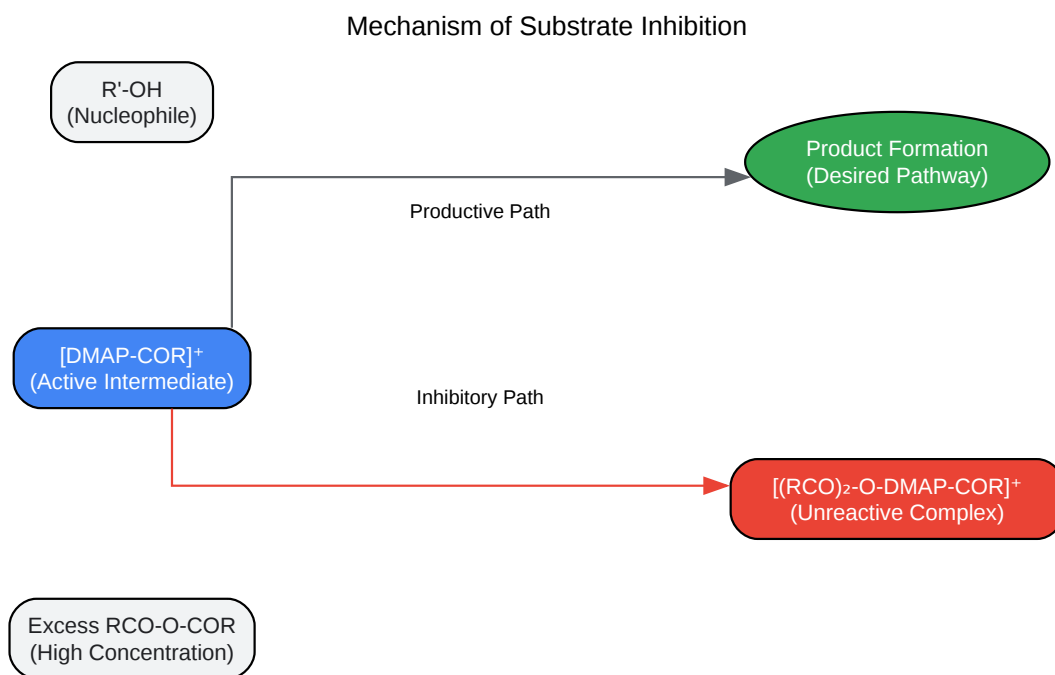 Mechanism of Substrate Inhibition
R'-OH
(Nucleophile)
Product Formation
(Desired Pathway)
Productive Path
[DMAP-COR]⁺
(Active Intermediate)
Inhibitory Path
[(RCO)₂-O-DMAP-COR]⁺
(Unreactive Complex)
Excess RCO-O-COR
(High Concentration)